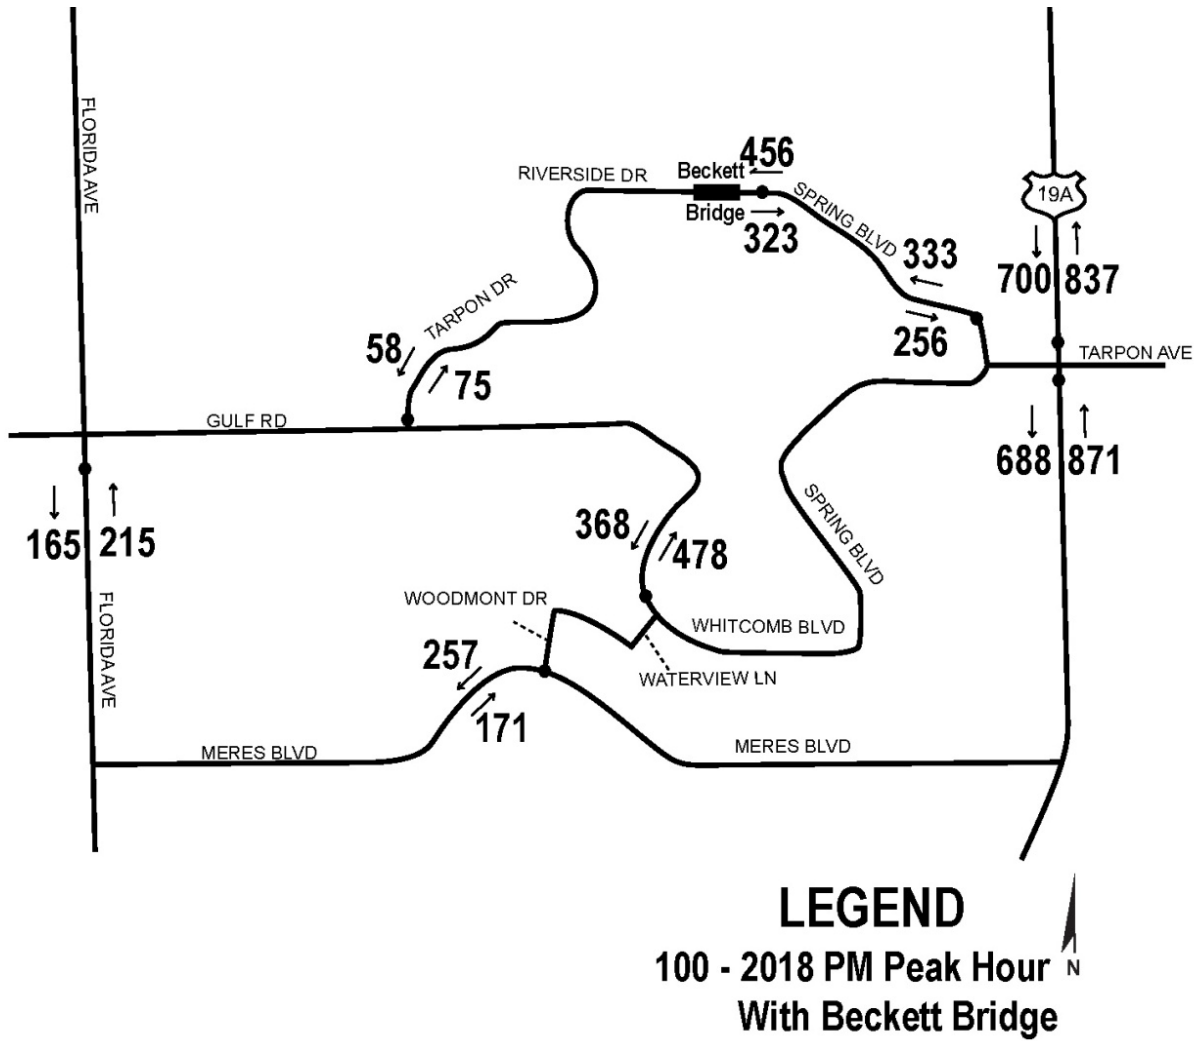 FLORIDA AVE
RIVERSIDE DR
Beckett
Bridge
456
323
SPRING BLVD
333
256
19A
700
837
TARPON AVE
TARPON DR
58
75
GULF RD
688
871
165
215
368
478
SPRING BLVD
WOODMONT DR
WHITCOMB BLVD
FLORIDA AVE
257
171
WATERVIEW LN
MERES BLVD
MERES BLVD
LEGEND
100 - 2018 PM Peak Hour
With Beckett Bridge
N